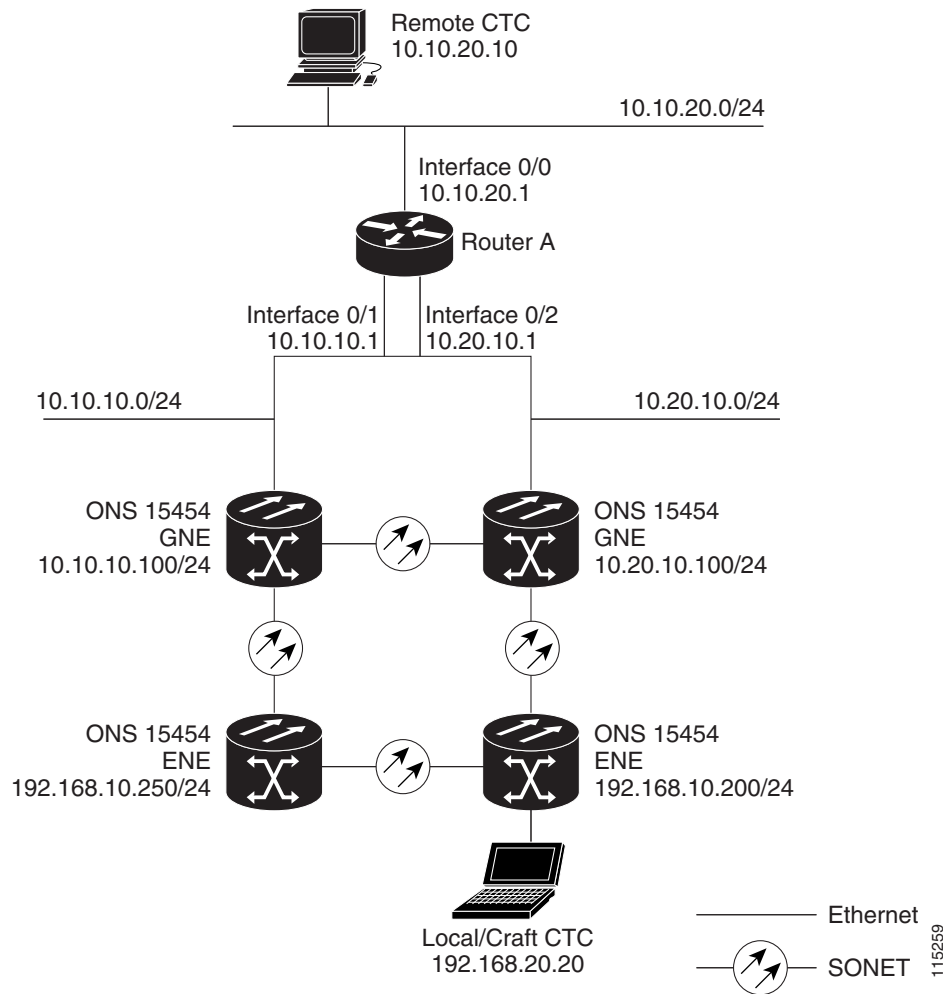 Remote CTC
10.10.20.10
10.10.20.0/24
Interface 0/0
10.10.20.1
Router A
Interface 0/1
10.10.10.1
Interface 0/2
10.20.10.1
10.10.10.0/24
10.20.10.0/24
ONS 15454
GNE
10.10.10.100/24
ONS 15454
GNE
10.20.10.100/24
ONS 15454
ENE
192.168.10.250/24
ONS 15454
ENE
192.168.10.200/24
Local/Craft CTC
192.168.20.20
Ethernet
SONET
115259